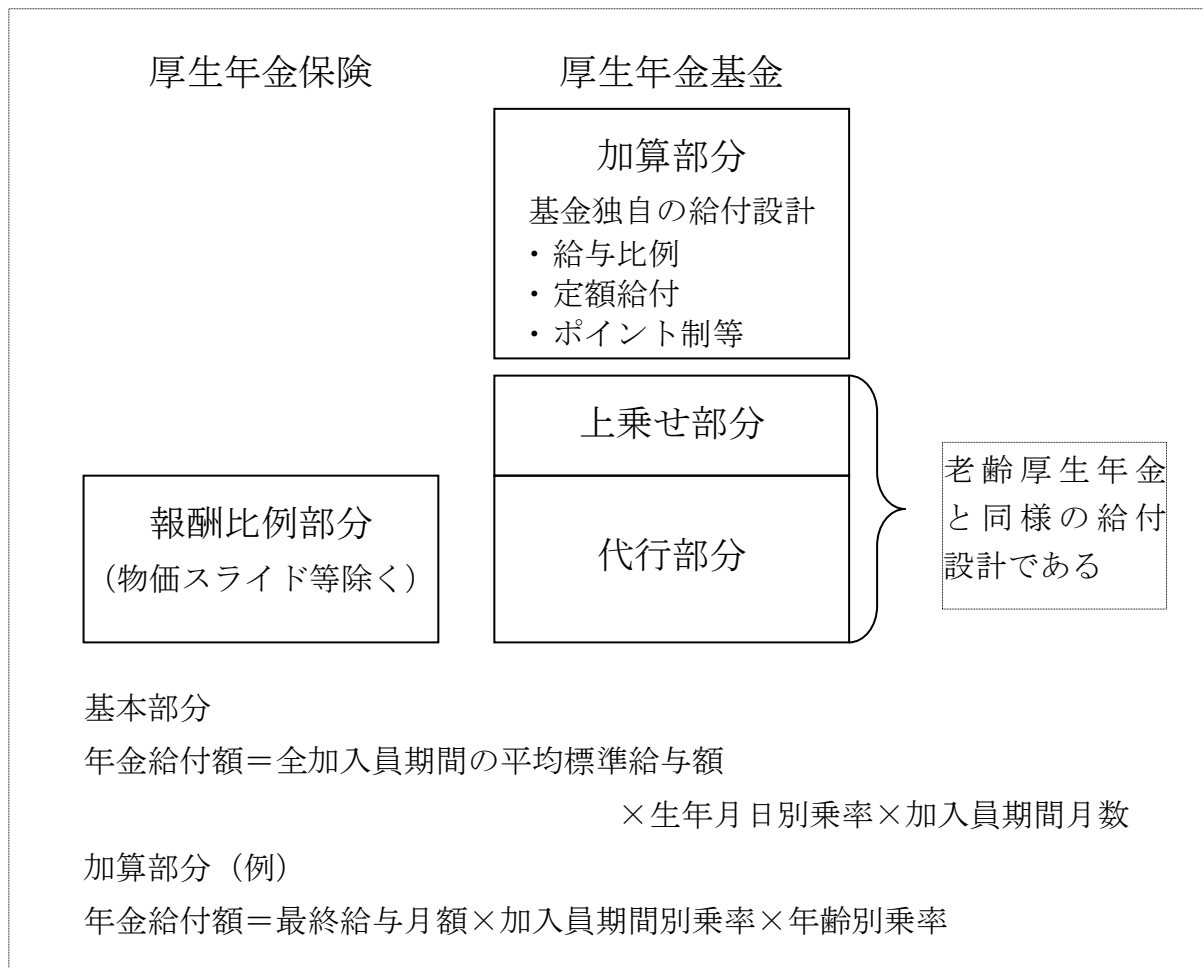 厚生年金保険
厚生年金基金
加算部分
基金独自の給付設計
・給与比例
・定額給付
・ポイント制等
上乗せ部分
代行部分
報酬比例部分
（物価スライド等除く）
老齢厚生年金
と同様の給付
設計である
基本部分
年金給付額＝全加入員期間の平均標準給与額
×生年月日別乗率×加入員期間月数
加算部分（例）
年金給付額＝最終給与月額×加入員期間別乗率×年齢別乗率